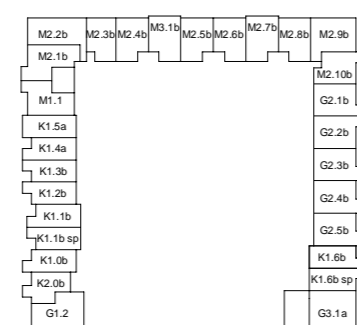 M2.2b
M2.3b
M2.4b
M3.1b
M2.5b
M2.6b
M2.7b
M2.8b
M2.9b
M2.1b
M2.10b
M1.1
G2.1b
K1.5a
G2.2b
K1.4a
G2.3b
K1.3b
K1.2b
G2.4b
K1.1b
G2.5b
K1.1b sp
K1.6b
K1.0b
K1.6b sp
K2.0b
G1.2
G3.1a